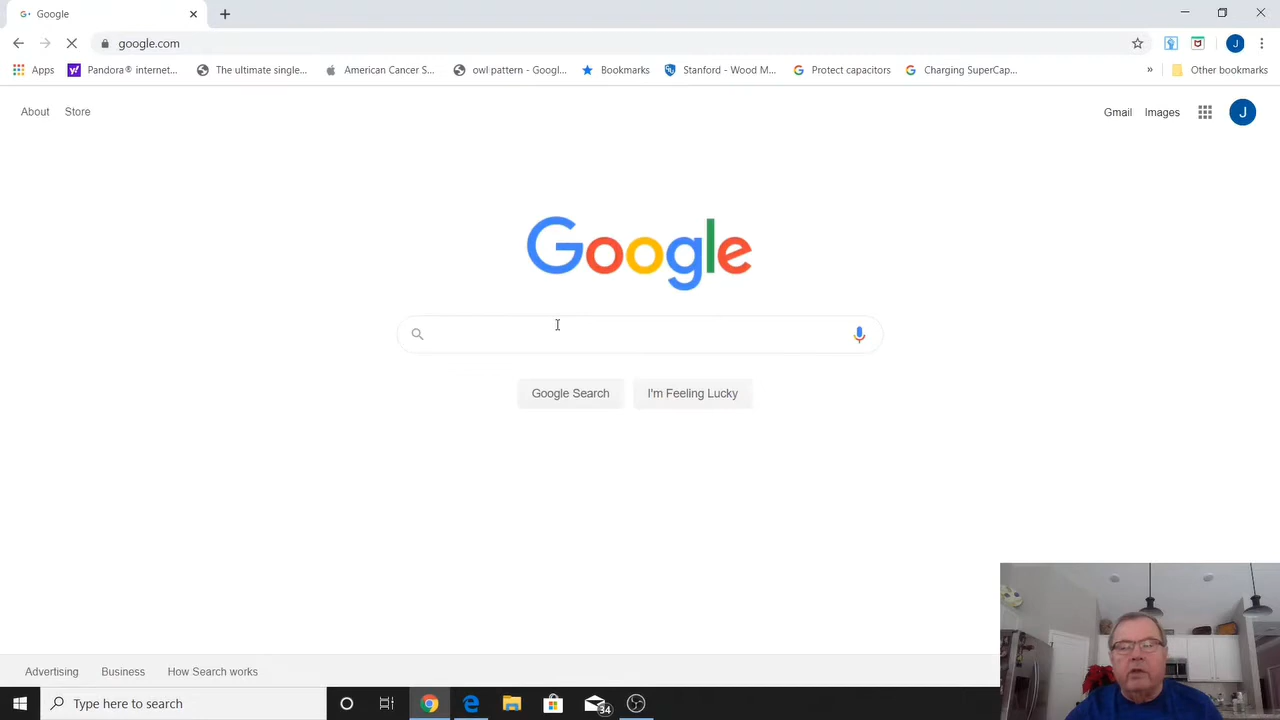 Google
google.com
Apps Pandora® internet... The ultimate single... American Cancer S... owl pattern - Googl... Bookmarks Stanford - Wood M... Protect capacitors Charging SuperCap... » Other bookmarks
About Store Gmail Images J
Google
Google Search I'm Feeling Lucky
Advertising Business How Search works
Type here to search 34